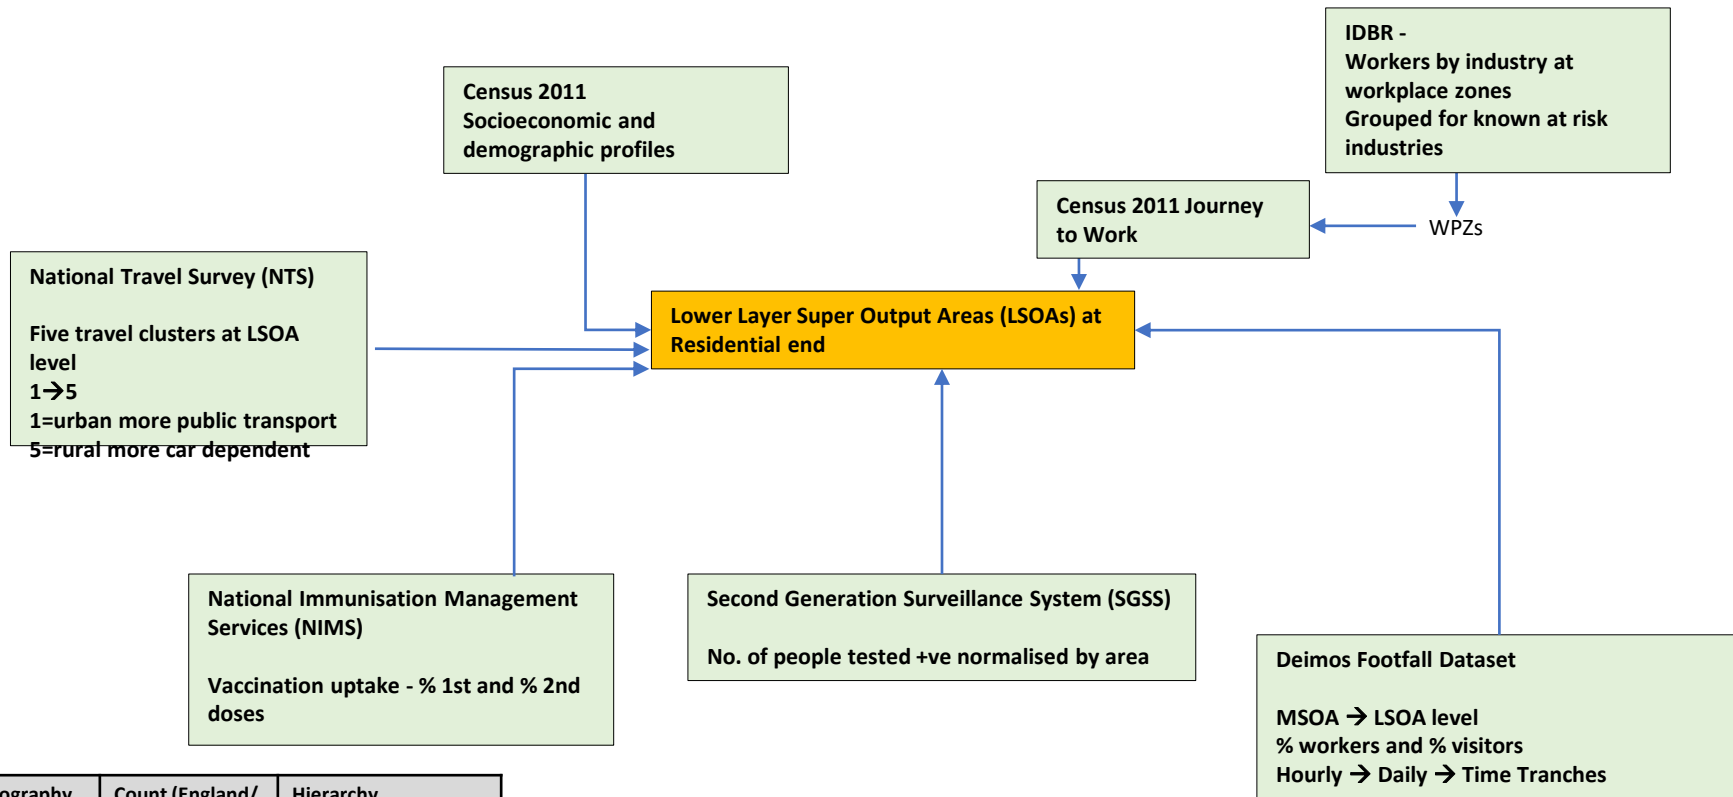 IDBR -
Workers by industry at
workplace zones
Grouped for known at risk
industries
Census 2011
Socioeconomic and
demographic profiles
Census 2011 Journey
to Work
WPZs
National Travel Survey (NTS)
Five travel clusters at LSOA
level
1→5
1=urban more public transport
5=rural more car dependent
Lower Layer Super Output Areas (LSOAs) at
Residential end
National Immunisation Management
Services (NIMS)
Vaccination uptake - % 1st and % 2nd
doses
Second Generation Surveillance System (SGSS)
No. of people tested +ve normalised by area
Deimos Footfall Dataset
MSOA → LSOA level
% workers and % visitors
Hourly → Daily → Time Tranches
Count (England/
Hierarchy